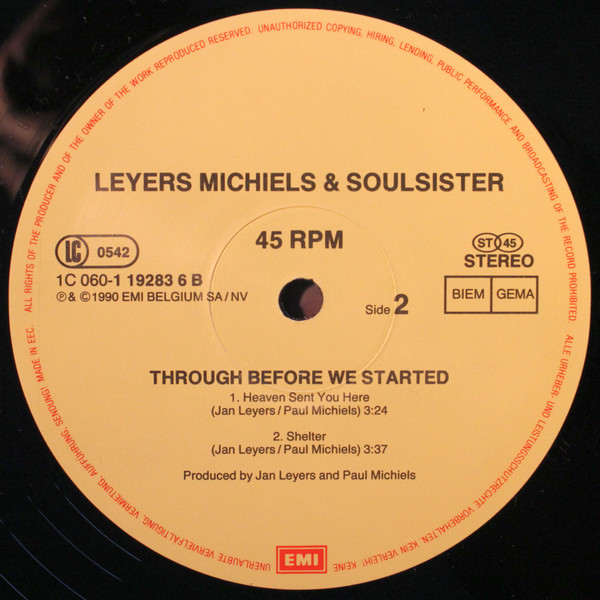 ALL RIGHTS OF THE PRODUCER AND OF THE OWNER OF THE WORK REPRODUCED RESERVED. UNAUTHORIZED COPYING, HIRING, LENDING, PUBLIC PERFORMANCE AND BROADCASTING OF THE RECORD PROHIBITED.
LEYERS MICHIELS & SOULSISTER
45 RPM
LC 0542
ST 45
STEREO
1C 060-1 19283 6 B
℗ & © 1990 EMI BELGIUM SA/NV
BIEM GEMA
Side 2
THROUGH BEFORE WE STARTED
1. Heaven Sent You Here
(Jan Leyers/Paul Michiels) 3:24
2. Shelter
(Jan Leyers/Paul Michiels) 3:37
Produced by Jan Leyers and Paul Michiels
EMI
ALLE URHEBER- UND LEISTUNGSSCHUTZRECHTE VORBEHALTEN. KEIN VERLEIH! KEINE UNERLAUBTE VERVIELFÄLTIGUNG, VERMIETUNG, AUFFÜHRUNG, SENDUNG! MADE IN EEC.